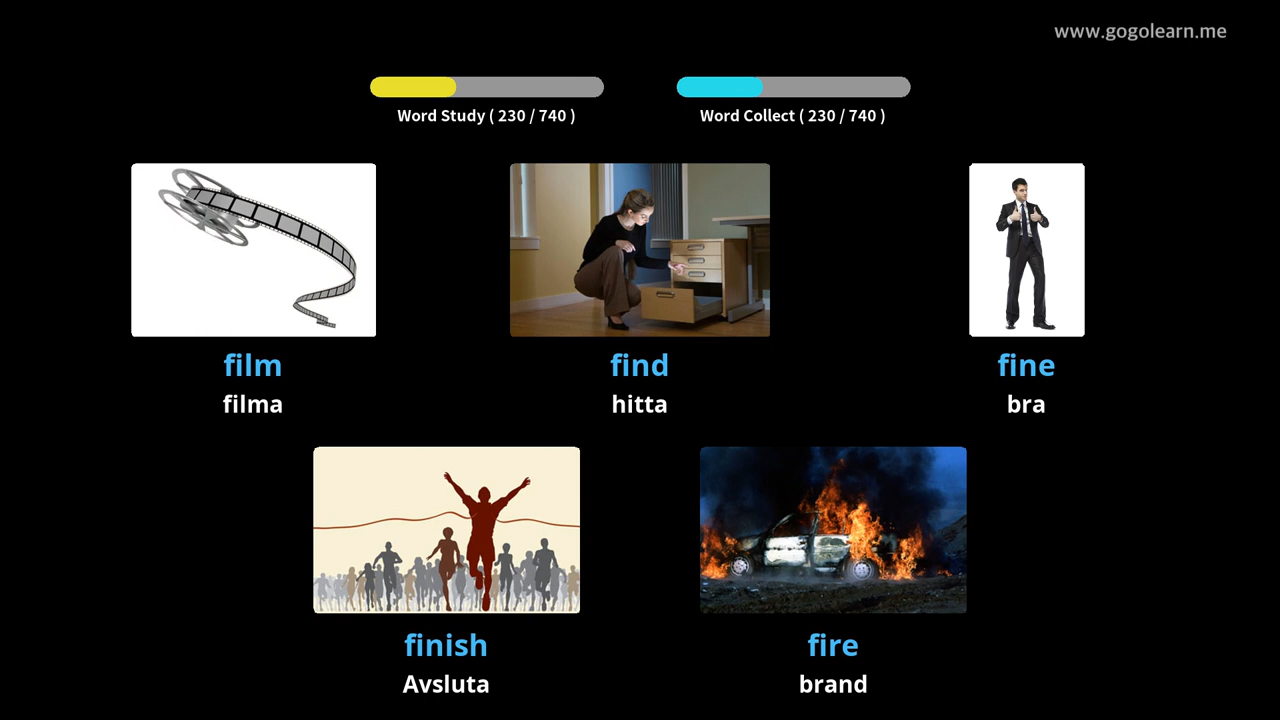 www.gogolearn.me
Word Study ( 230 / 740 )
Word Collect ( 230 / 740 )
film
filma
find
hitta
fine
bra
finish
Avsluta
fire
brand